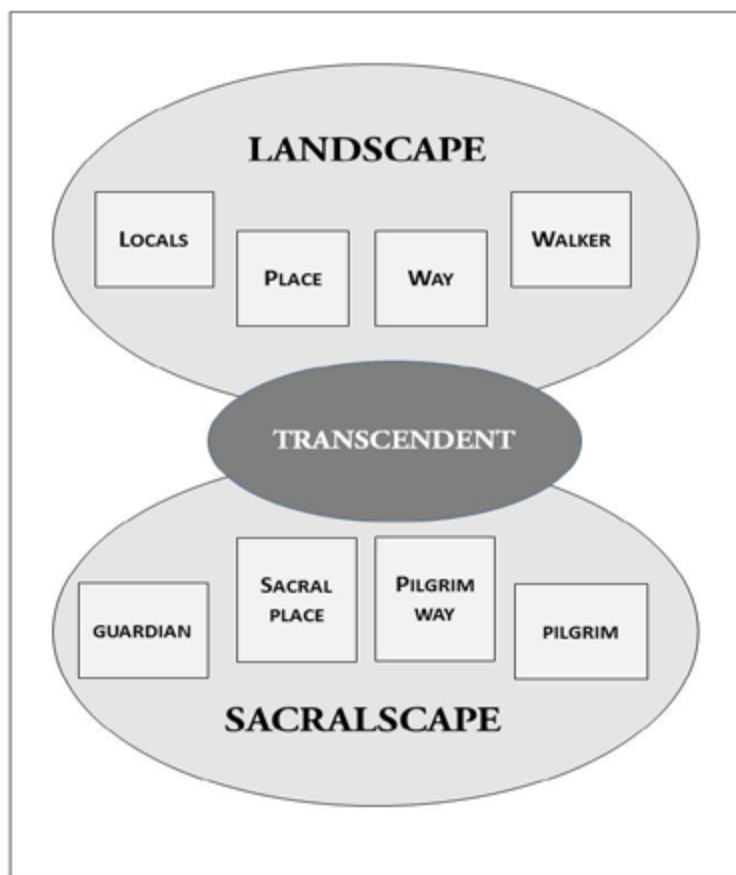 LANDSCAPE
LOCALS
PLACE
WAY
WALKER
TRANSCENDENT
GUARDIAN
SACRAL
PLACE
PILGRIM
WAY
PILGRIM
SACRALSCAPE